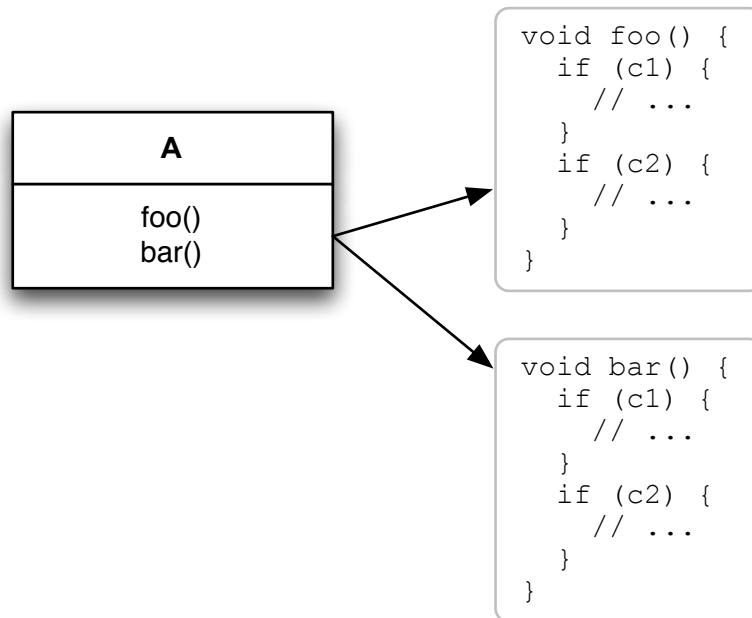 A
foo()
bar()
void foo() {
  if (c1) {
    // ...
  }
  if (c2) {
    // ...
  }
}
void bar() {
  if (c1) {
    // ...
  }
  if (c2) {
    // ...
  }
}